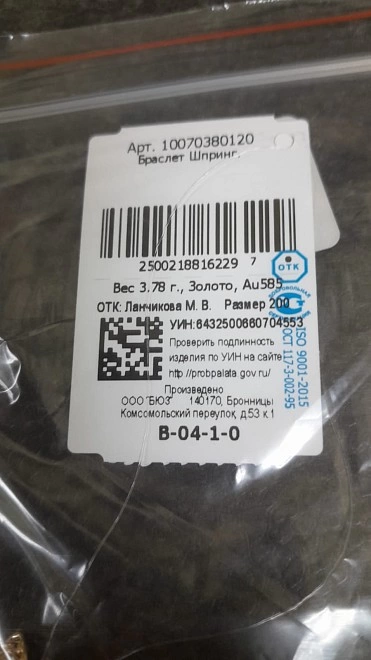 Арт. 10070380120
Браслет Шпринг.
2500218816229 7
ОТК
Вес 3.78 г., Золото, Au585
ОТК: Ланчикова М. В. Размер 200
УИН:6432500660704553
Проверить подлинность
изделия по УИН на сайте
http://probpalata.gov.ru/
Произведено
ООО "БЮЗ" 140170, Бронницы
Комсомольский переулок, д.53 к.1
В-04-1-0
ДОБРОВОЛЬНАЯ
ISO 9001-2015
ОСТ 117-3-002-95